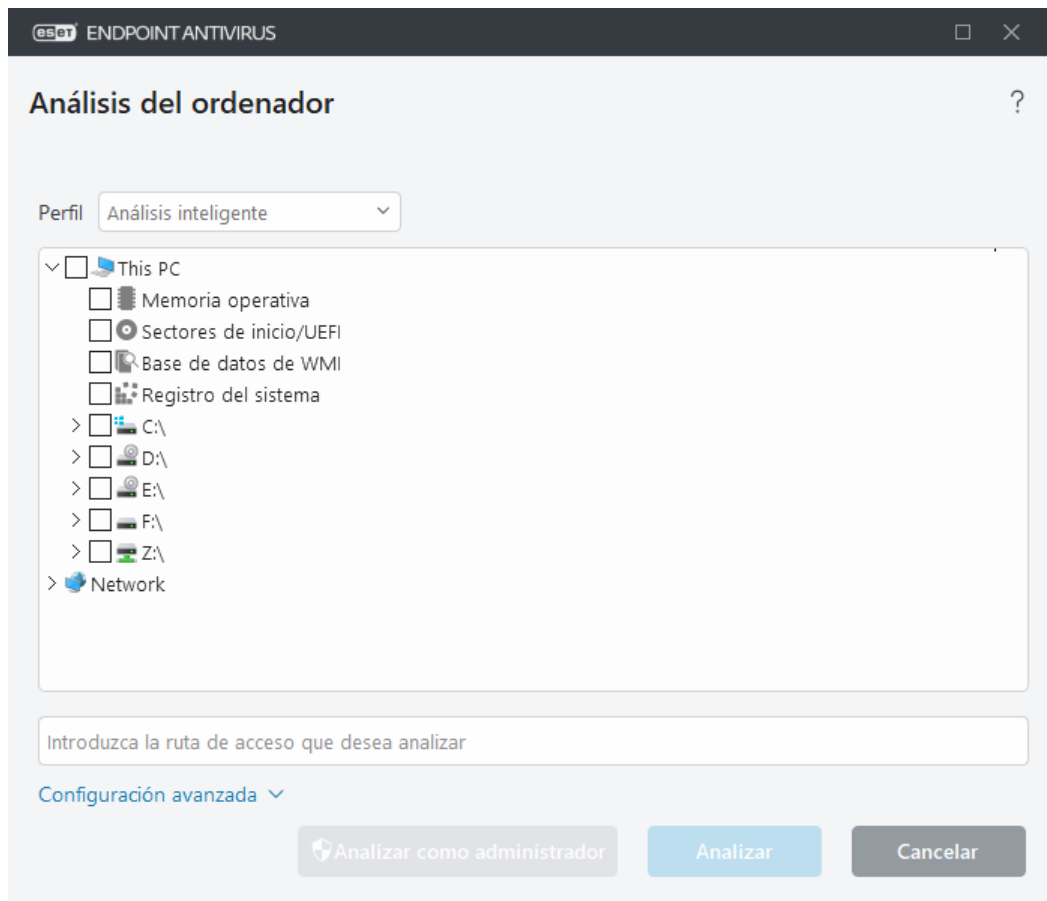 eset ENDPOINT ANTIVIRUS
Análisis del ordenador
?
Perfil Análisis inteligente
This PC
Memoria operativa
Sectores de inicio/UEFI
Base de datos de WMI
Registro del sistema
C:\
D:\
E:\
F:\
Z:\
Network
Introduzca la ruta de acceso que desea analizar
Configuración avanzada
Analizar como administrador Analizar Cancelar